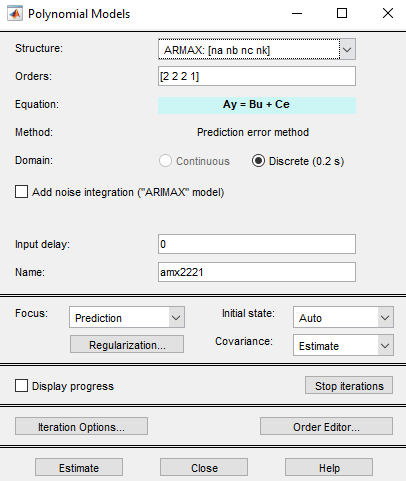 Polynomial Models
Structure: ARMAX: [na nb nc nk]
Orders: [2 2 2 1]
Equation: Ay = Bu + Ce
Method: Prediction error method
Domain: Continuous Discrete (0.2 s)
Add noise integration ("ARIMAX" model)
Input delay: 0
Name: amx2221
Focus: Prediction Initial state: Auto
Regularization... Covariance: Estimate
Display progress Stop iterations
Iteration Options... Order Editor...
Estimate Close Help